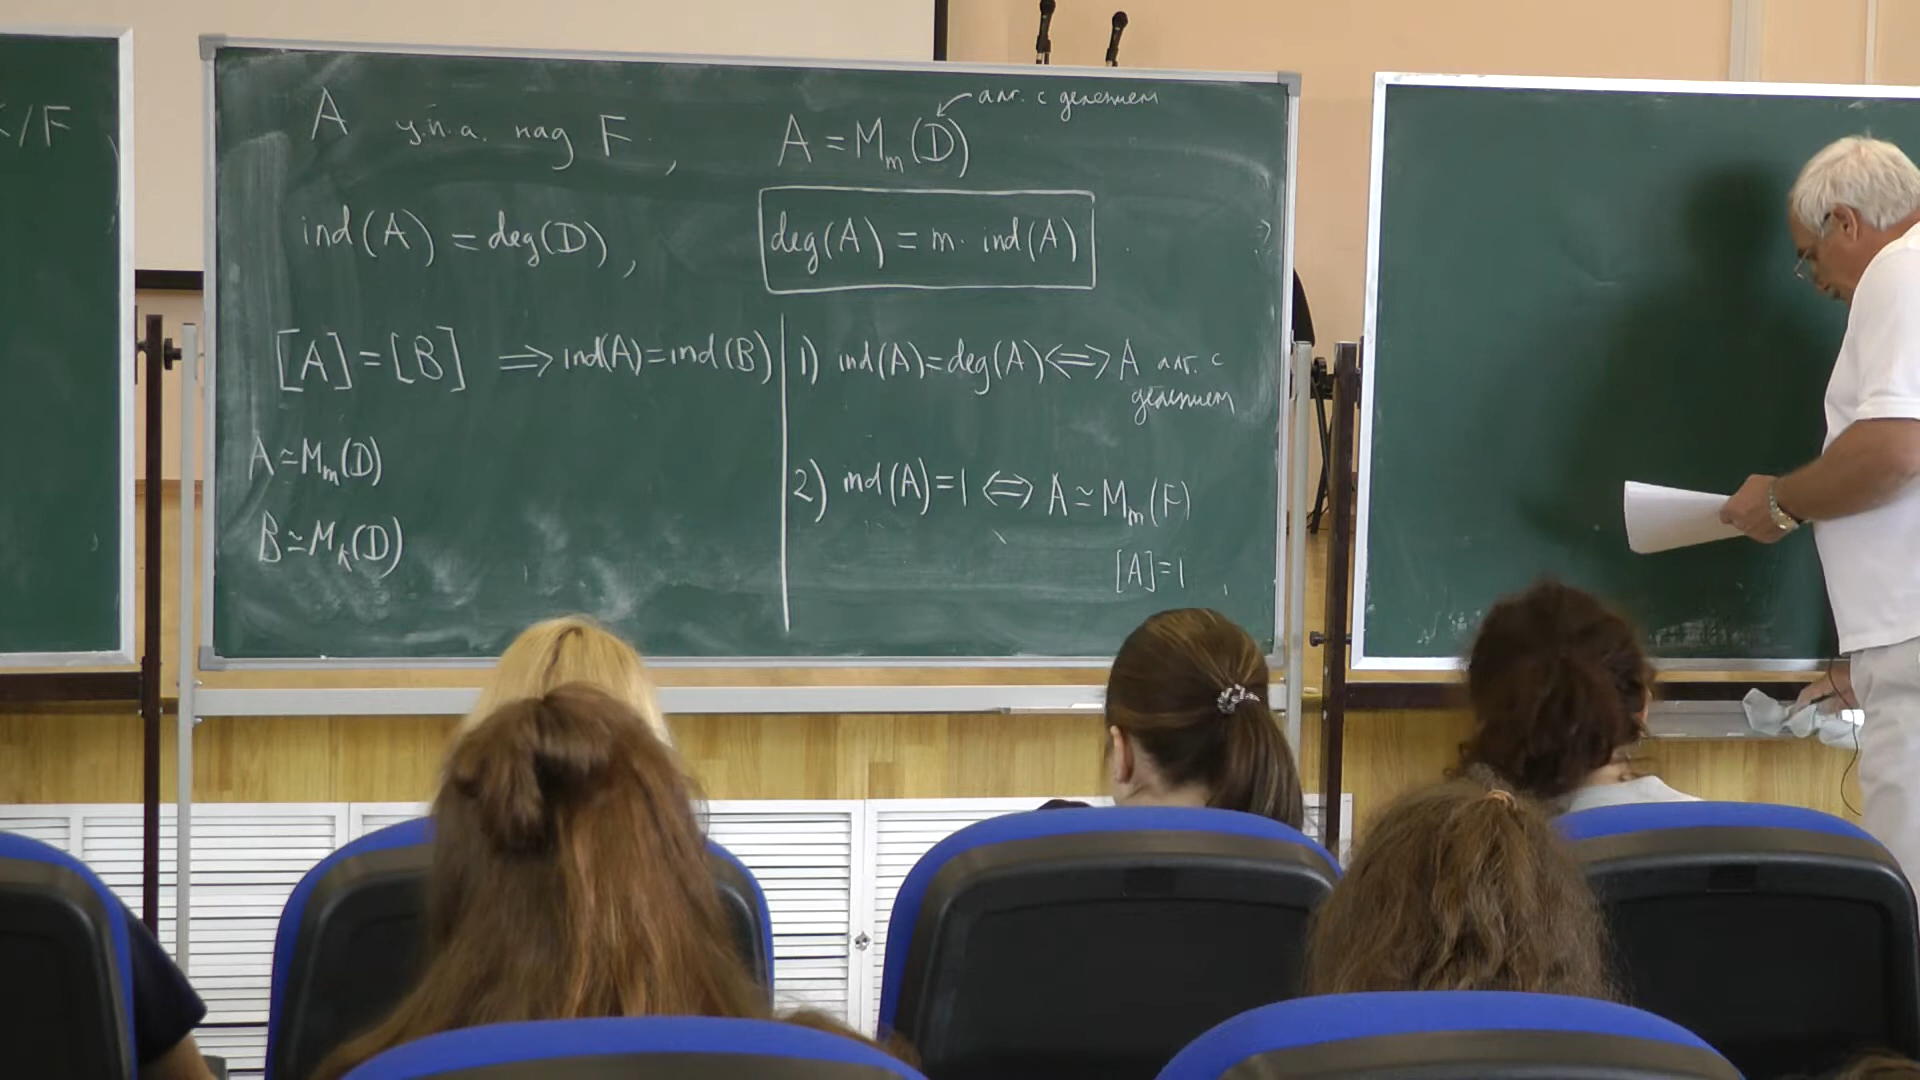 /F
A ц.п.а. над F, A = M_m(D) алг. с делением
ind(A) = deg(D), deg(A) = m · ind(A)
[A] = [B] ⇒ ind(A) = ind(B)
A ≃ M_m(D)
B ≃ M_k(D)
1) ind(A) = deg(A) ⇔ A алг. с
делением
2) ind(A) = 1 ⇔ A ≃ M_m(F)
[A] = 1